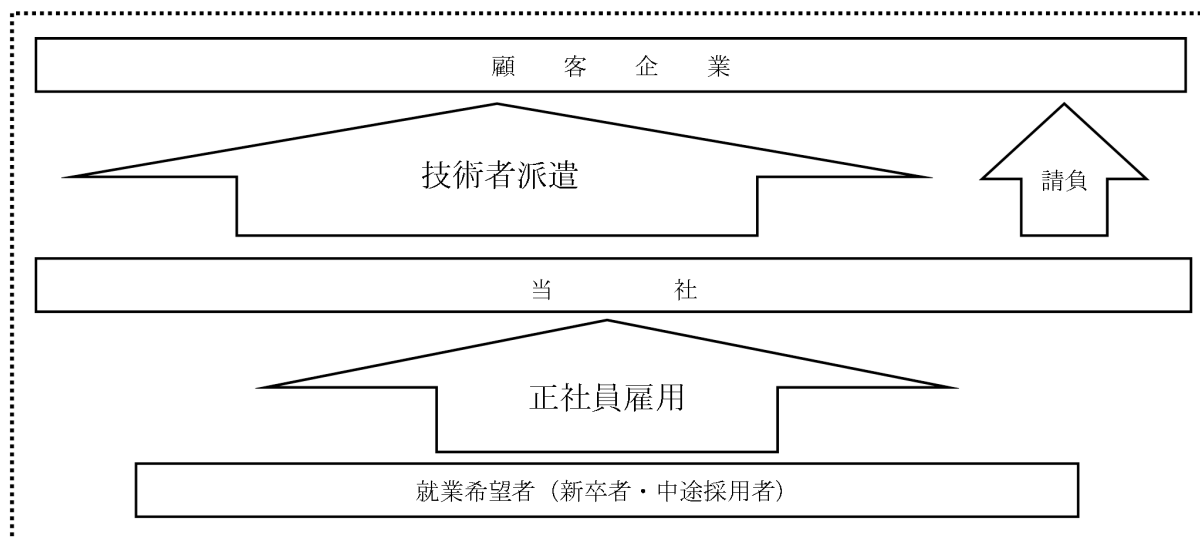 顧客企業
技術者派遣
請負
当社
正社員雇用
就業希望者（新卒者・中途採用者）